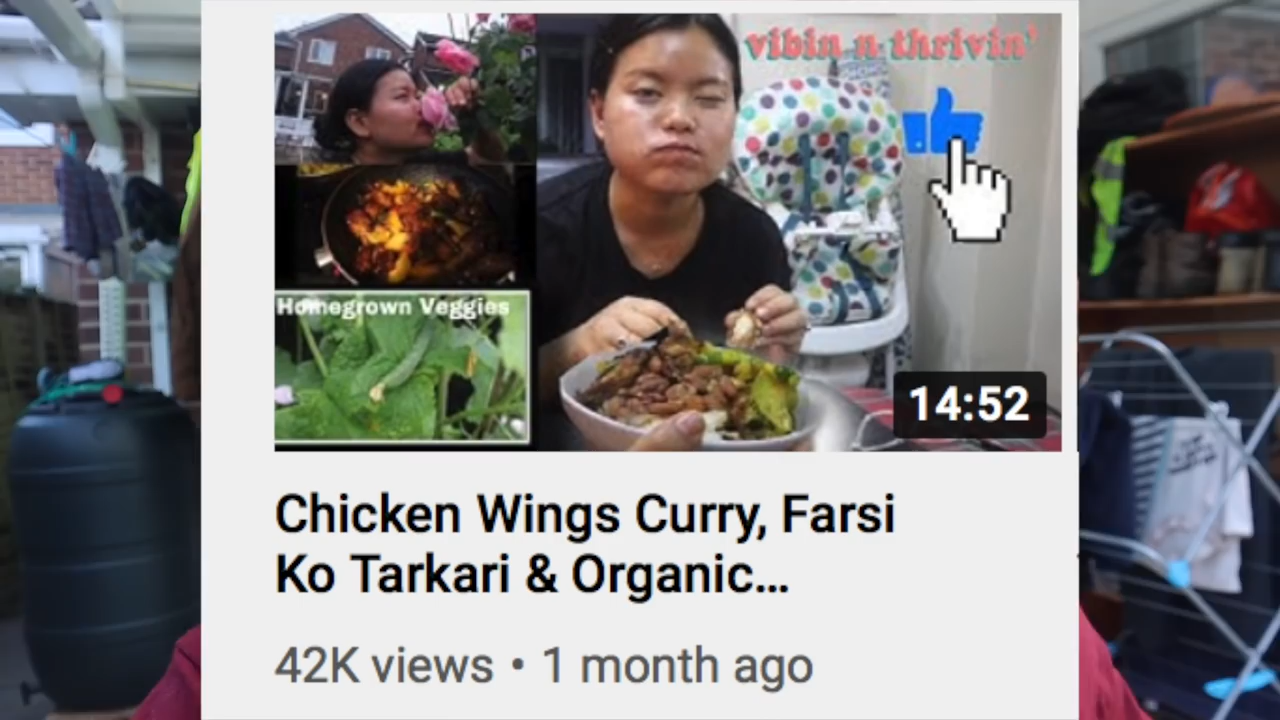 vibin n thrivin'
Homegrown Veggies
14:52
Chicken Wings Curry, Farsi
Ko Tarkari & Organic...
42K views • 1 month ago